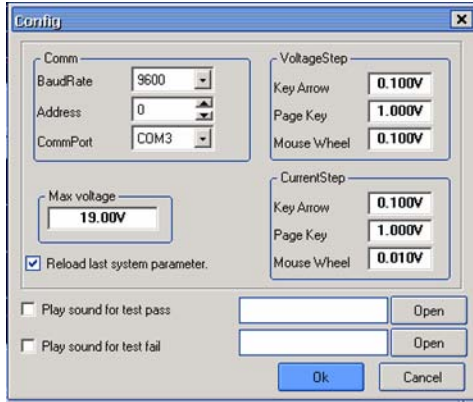 Config
Comm
BaudRate 9600
Address 0
CommPort COM3
VoltageStep
Key Arrow 0.100V
Page Key 1.000V
Mouse Wheel 0.100V
Max voltage
19.00V
CurrentStep
Key Arrow 0.100V
Page Key 1.000V
Mouse Wheel 0.010V
Reload last system parameter.
Play sound for test pass Open
Play sound for test fail Open
Ok Cancel